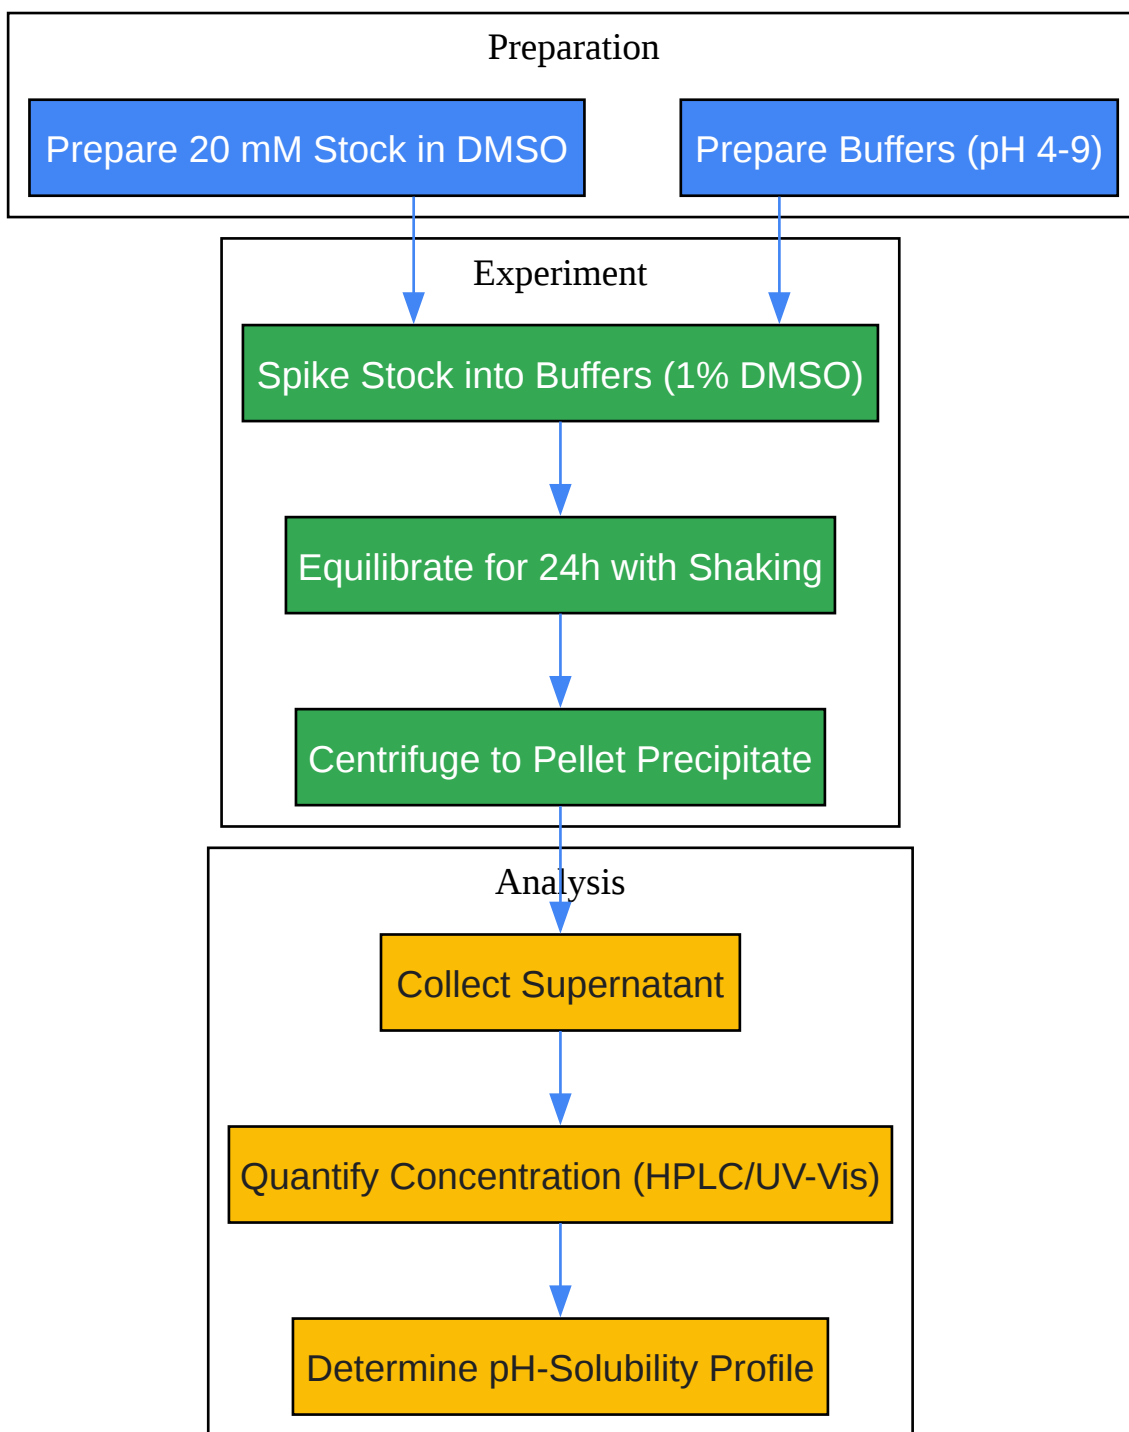 Preparation
Prepare 20 mM Stock in DMSO
Prepare Buffers (pH 4-9)
Experiment
Spike Stock into Buffers (1% DMSO)
Equilibrate for 24h with Shaking
Centrifuge to Pellet Precipitate
Analysis
Collect Supernatant
Quantify Concentration (HPLC/UV-Vis)
Determine pH-Solubility Profile